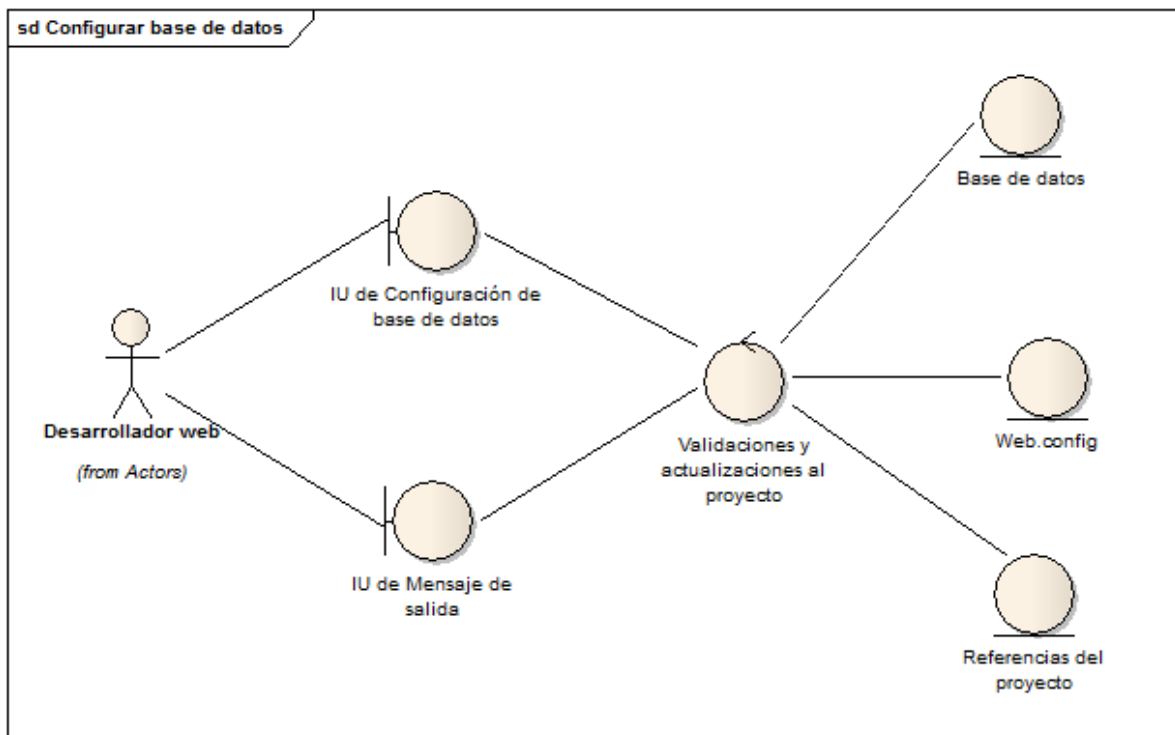 sd Configurar base de datos
Base de datos
IU de Configuración de
base de datos
Desarrollador web
(from Actors)
Validaciones y
actualizaciones al
proyecto
Web.config
IU de Mensaje de
salida
Referencias del
proyecto